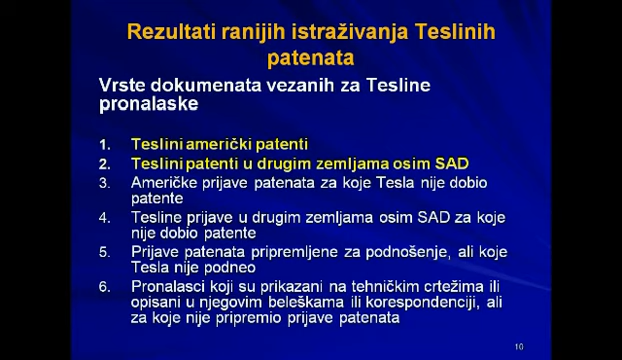 Rezultati ranijih istraživanja Teslinih
patenata
Vrste dokumenata vezanih za Tesline
pronalaske
1. Teslini američki patenti
2. Teslini patenti u drugim zemljama osim SAD
3. Američke prijave patenata za koje Tesla nije dobio
patente
4. Tesline prijave u drugim zemljama osim SAD za koje
nije dobio patente
5. Prijave patenata pripremljene za podnošenje, ali koje
Tesla nije podneo
6. Pronalasci koji su prikazani na tehničkim crtežima ili
opisani u njegovim beleškama ili korespondenciji, ali
za koje nije pripremio prijave patenata
10